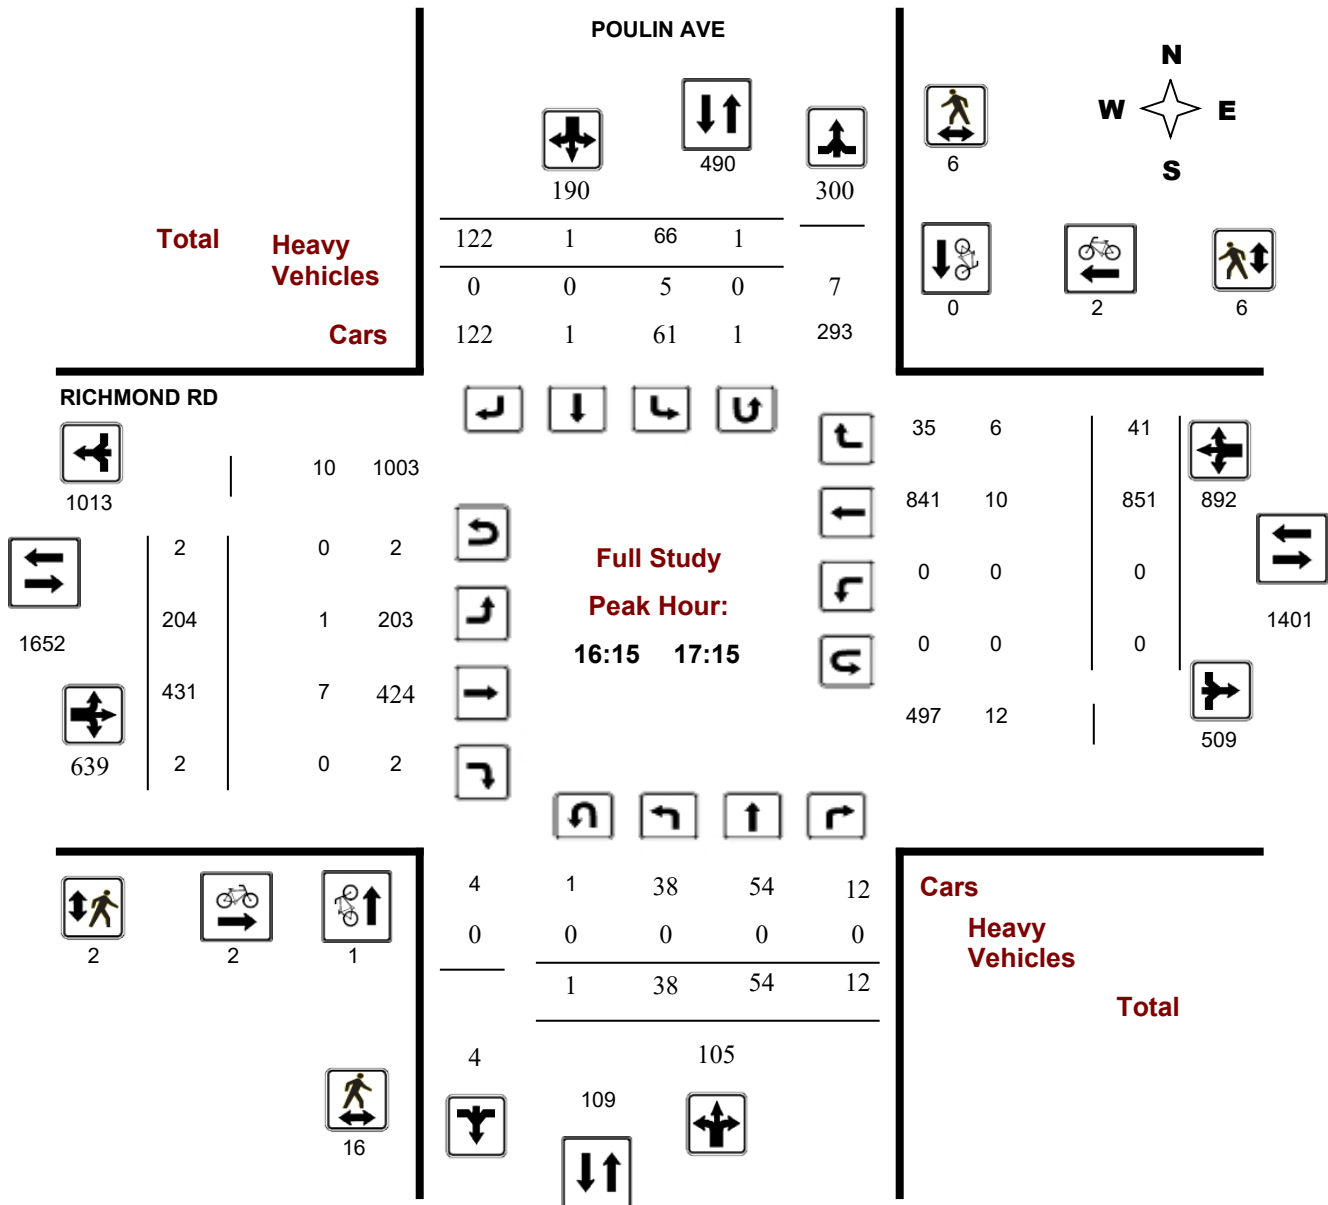 POULIN AVE
N
W E
S
190
490
300
6
Total
Heavy
Vehicles
Cars
122 1 66 1
0 0 5 0 7
122 1 61 1 293
0 2 6
RICHMOND RD
1013
10 1003
2 0 2
1652
204 1 203
431 7 424
639
2 0 2
Full Study
Peak Hour:
16:15 17:15
35 6 41
841 10 851 892
0 0 0
1401
0 0 0
497 12
509
2 2 1
16
4 1 38 54 12
0 0 0 0 0
1 38 54 12
4 105
109
Cars
Heavy
Vehicles
Total